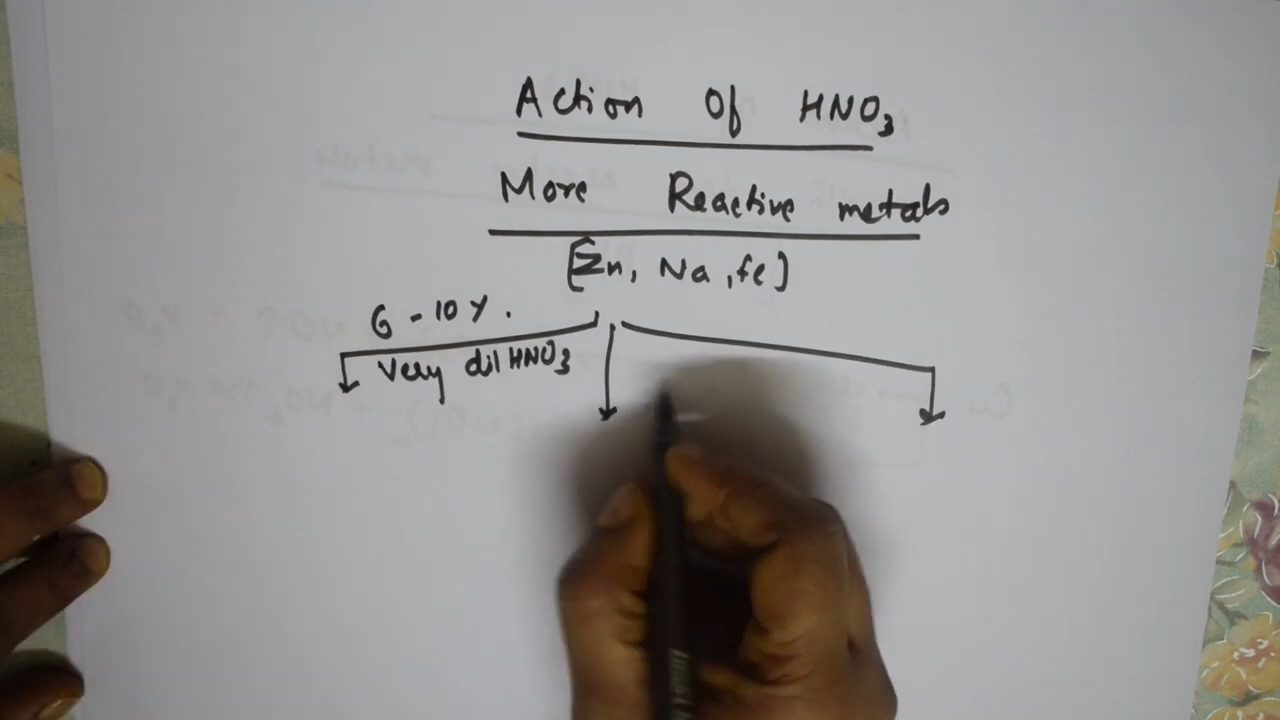 Action Of HNO3
More Reactive metals
[Zn, Na, fe]
6 - 10 %.
Very dil HNO3